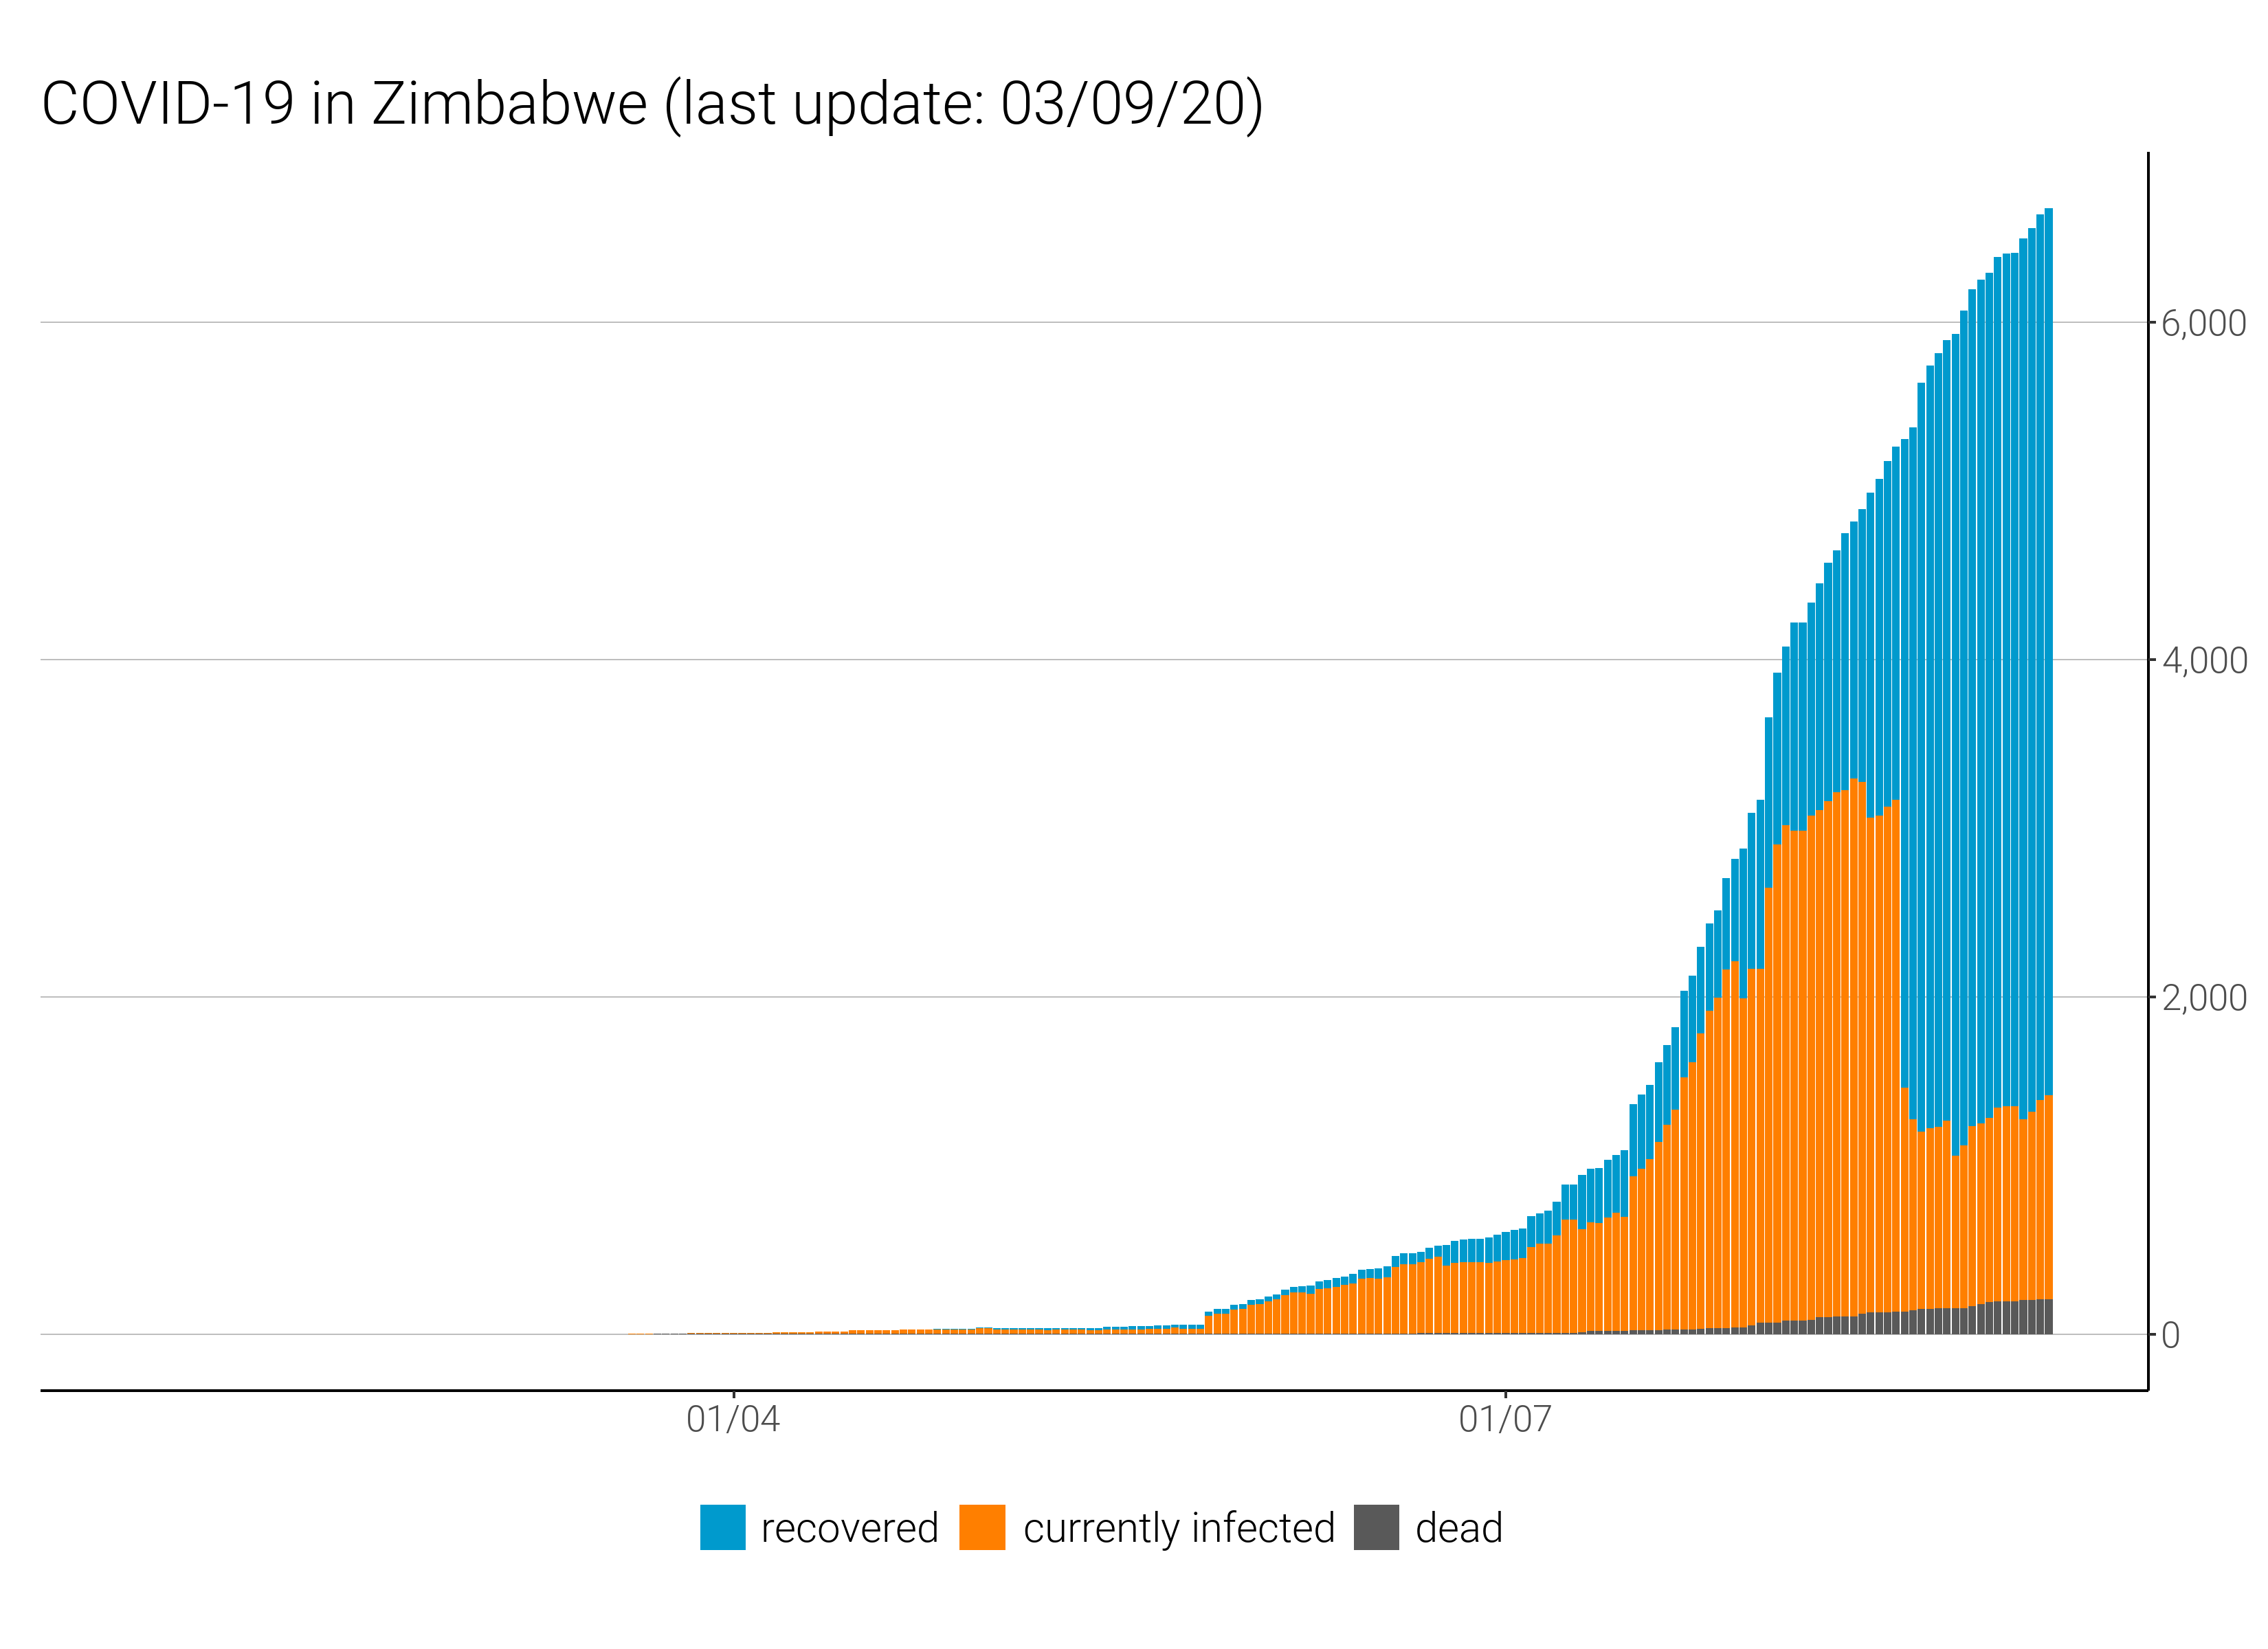 COVID-19 in Zimbabwe (last update: 03/09/20)
6,000
4,000
2,000
0
01/04 01/07
recovered currently infected dead